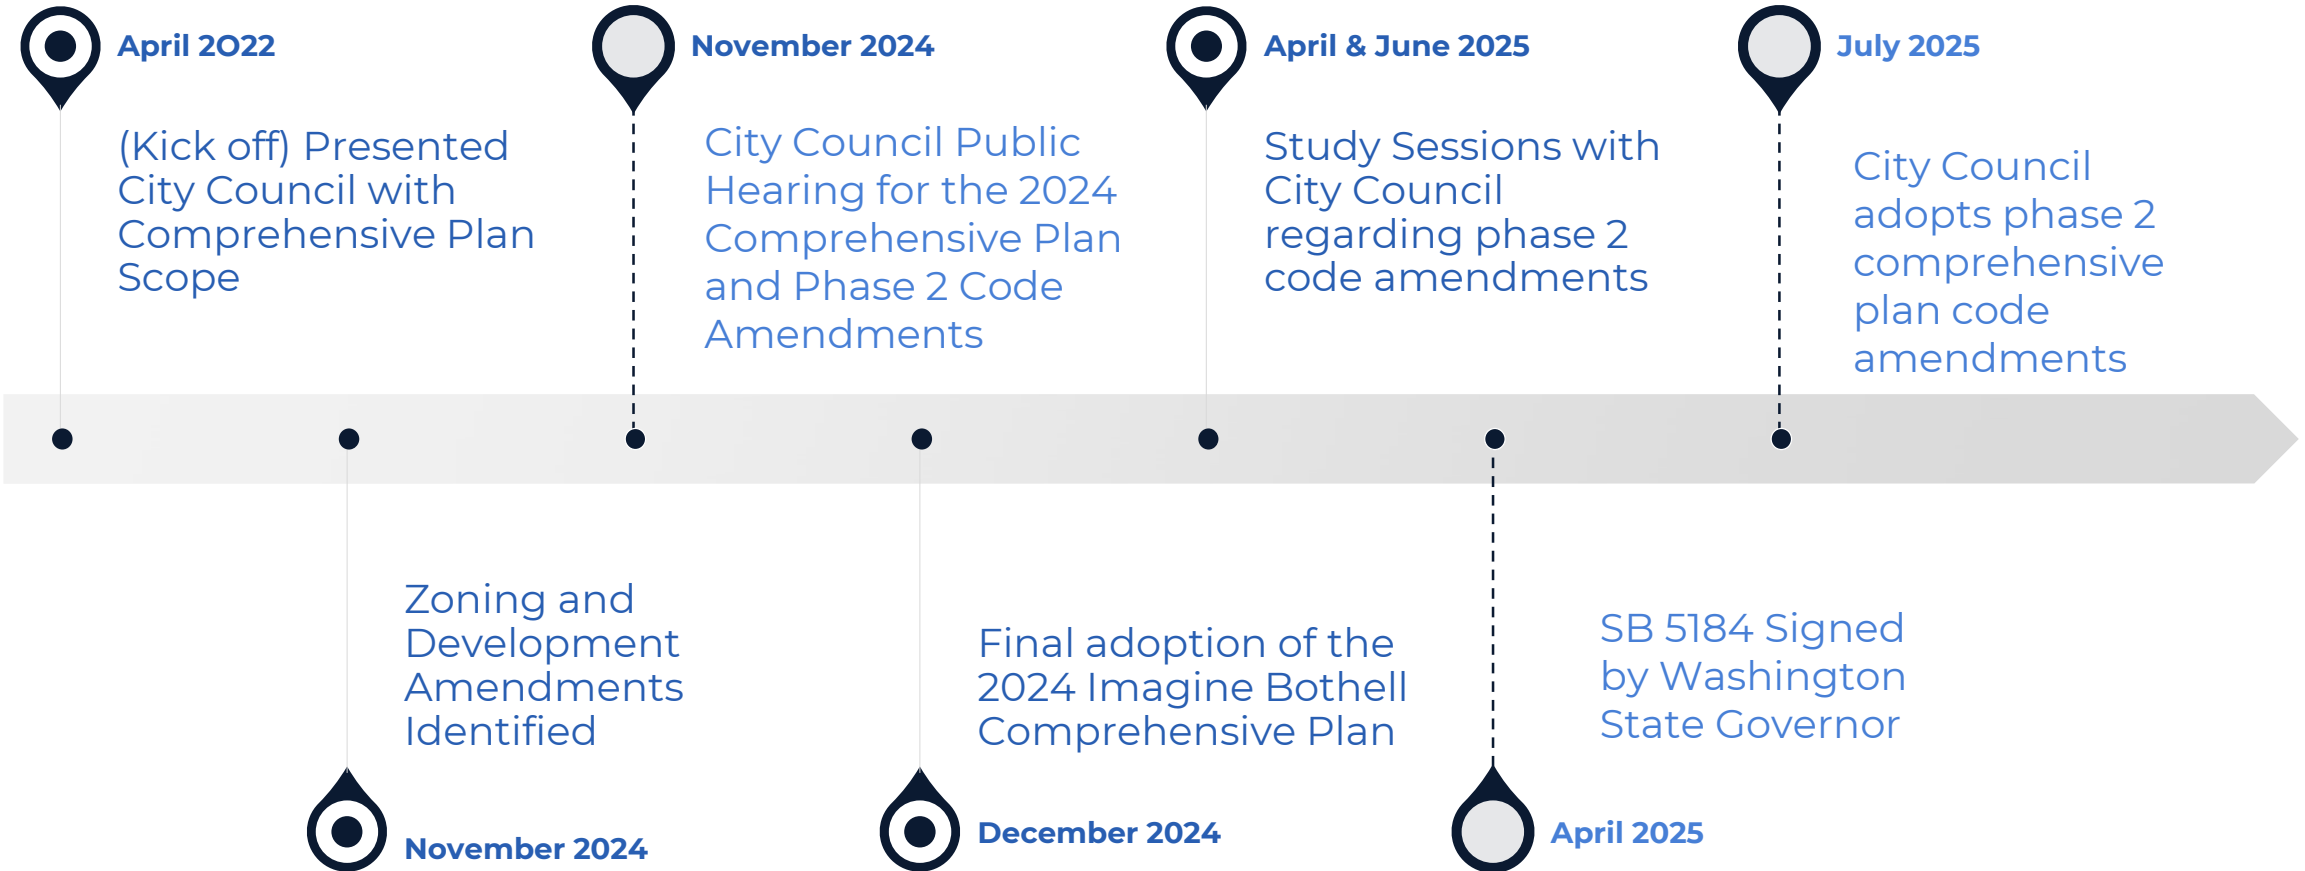 April 2O22
(Kick off) Presented
City Council with
Comprehensive Plan
Scope
November 2024
City Council Public
Hearing for the 2024
Comprehensive Plan
and Phase 2 Code
Amendments
April & June 2025
Study Sessions with
City Council
regarding phase 2
code amendments
July 2025
City Council
adopts phase 2
comprehensive
plan code
amendments
Zoning and
Development
Amendments
Identified
November 2024
Final adoption of the
2024 Imagine Bothell
Comprehensive Plan
December 2024
SB 5184 Signed
by Washington
State Governor
April 2025